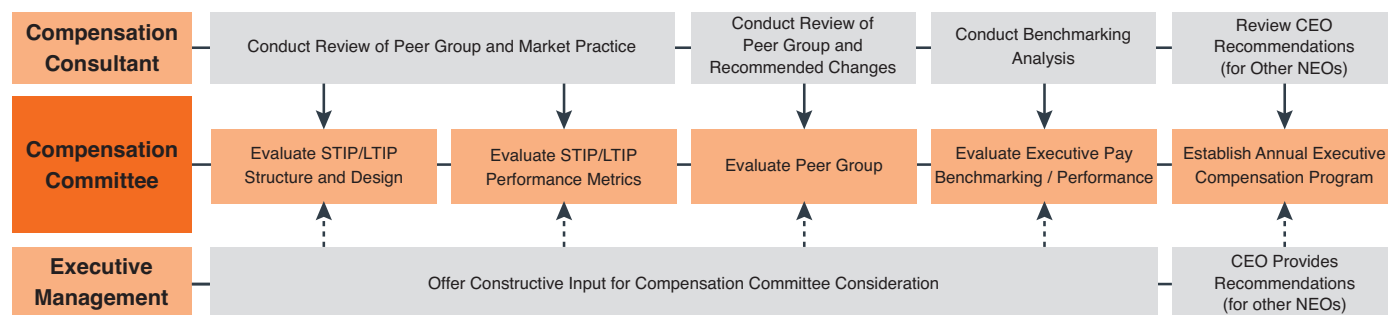 Compensation
Consultant
Conduct Review of Peer Group and Market Practice
Conduct Review of
Peer Group and
Recommended Changes
Conduct Benchmarking
Analysis
Review CEO
Recommendations
(for Other NEOs)
Compensation
Committee
Evaluate STIP/LTIP
Structure and Design
Evaluate STIP/LTIP
Performance Metrics
Evaluate Peer Group
Evaluate Executive Pay
Benchmarking / Performance
Establish Annual Executive
Compensation Program
Executive
Management
Offer Constructive Input for Compensation Committee Consideration
CEO Provides
Recommendations
(for other NEOs)